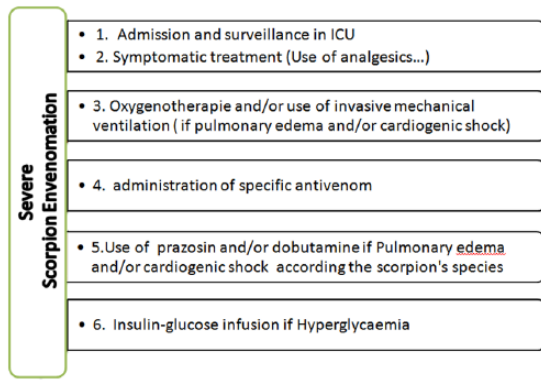 Severe
Scorpion Envenomation
• 1. Admission and surveillance in ICU
• 2. Symptomatic treatment (Use of analgesics...)
• 3. Oxygenotherapie and/or use of invasive mechanical
ventilation ( if pulmonary edema and/or cardiogenic shock)
• 4. administration of specific antivenom
• 5.Use of prazosin and/or dobutamine if Pulmonary edema
and/or cardiogenic shock according the scorpion's species
• 6. Insulin-glucose infusion if Hyperglycaemia